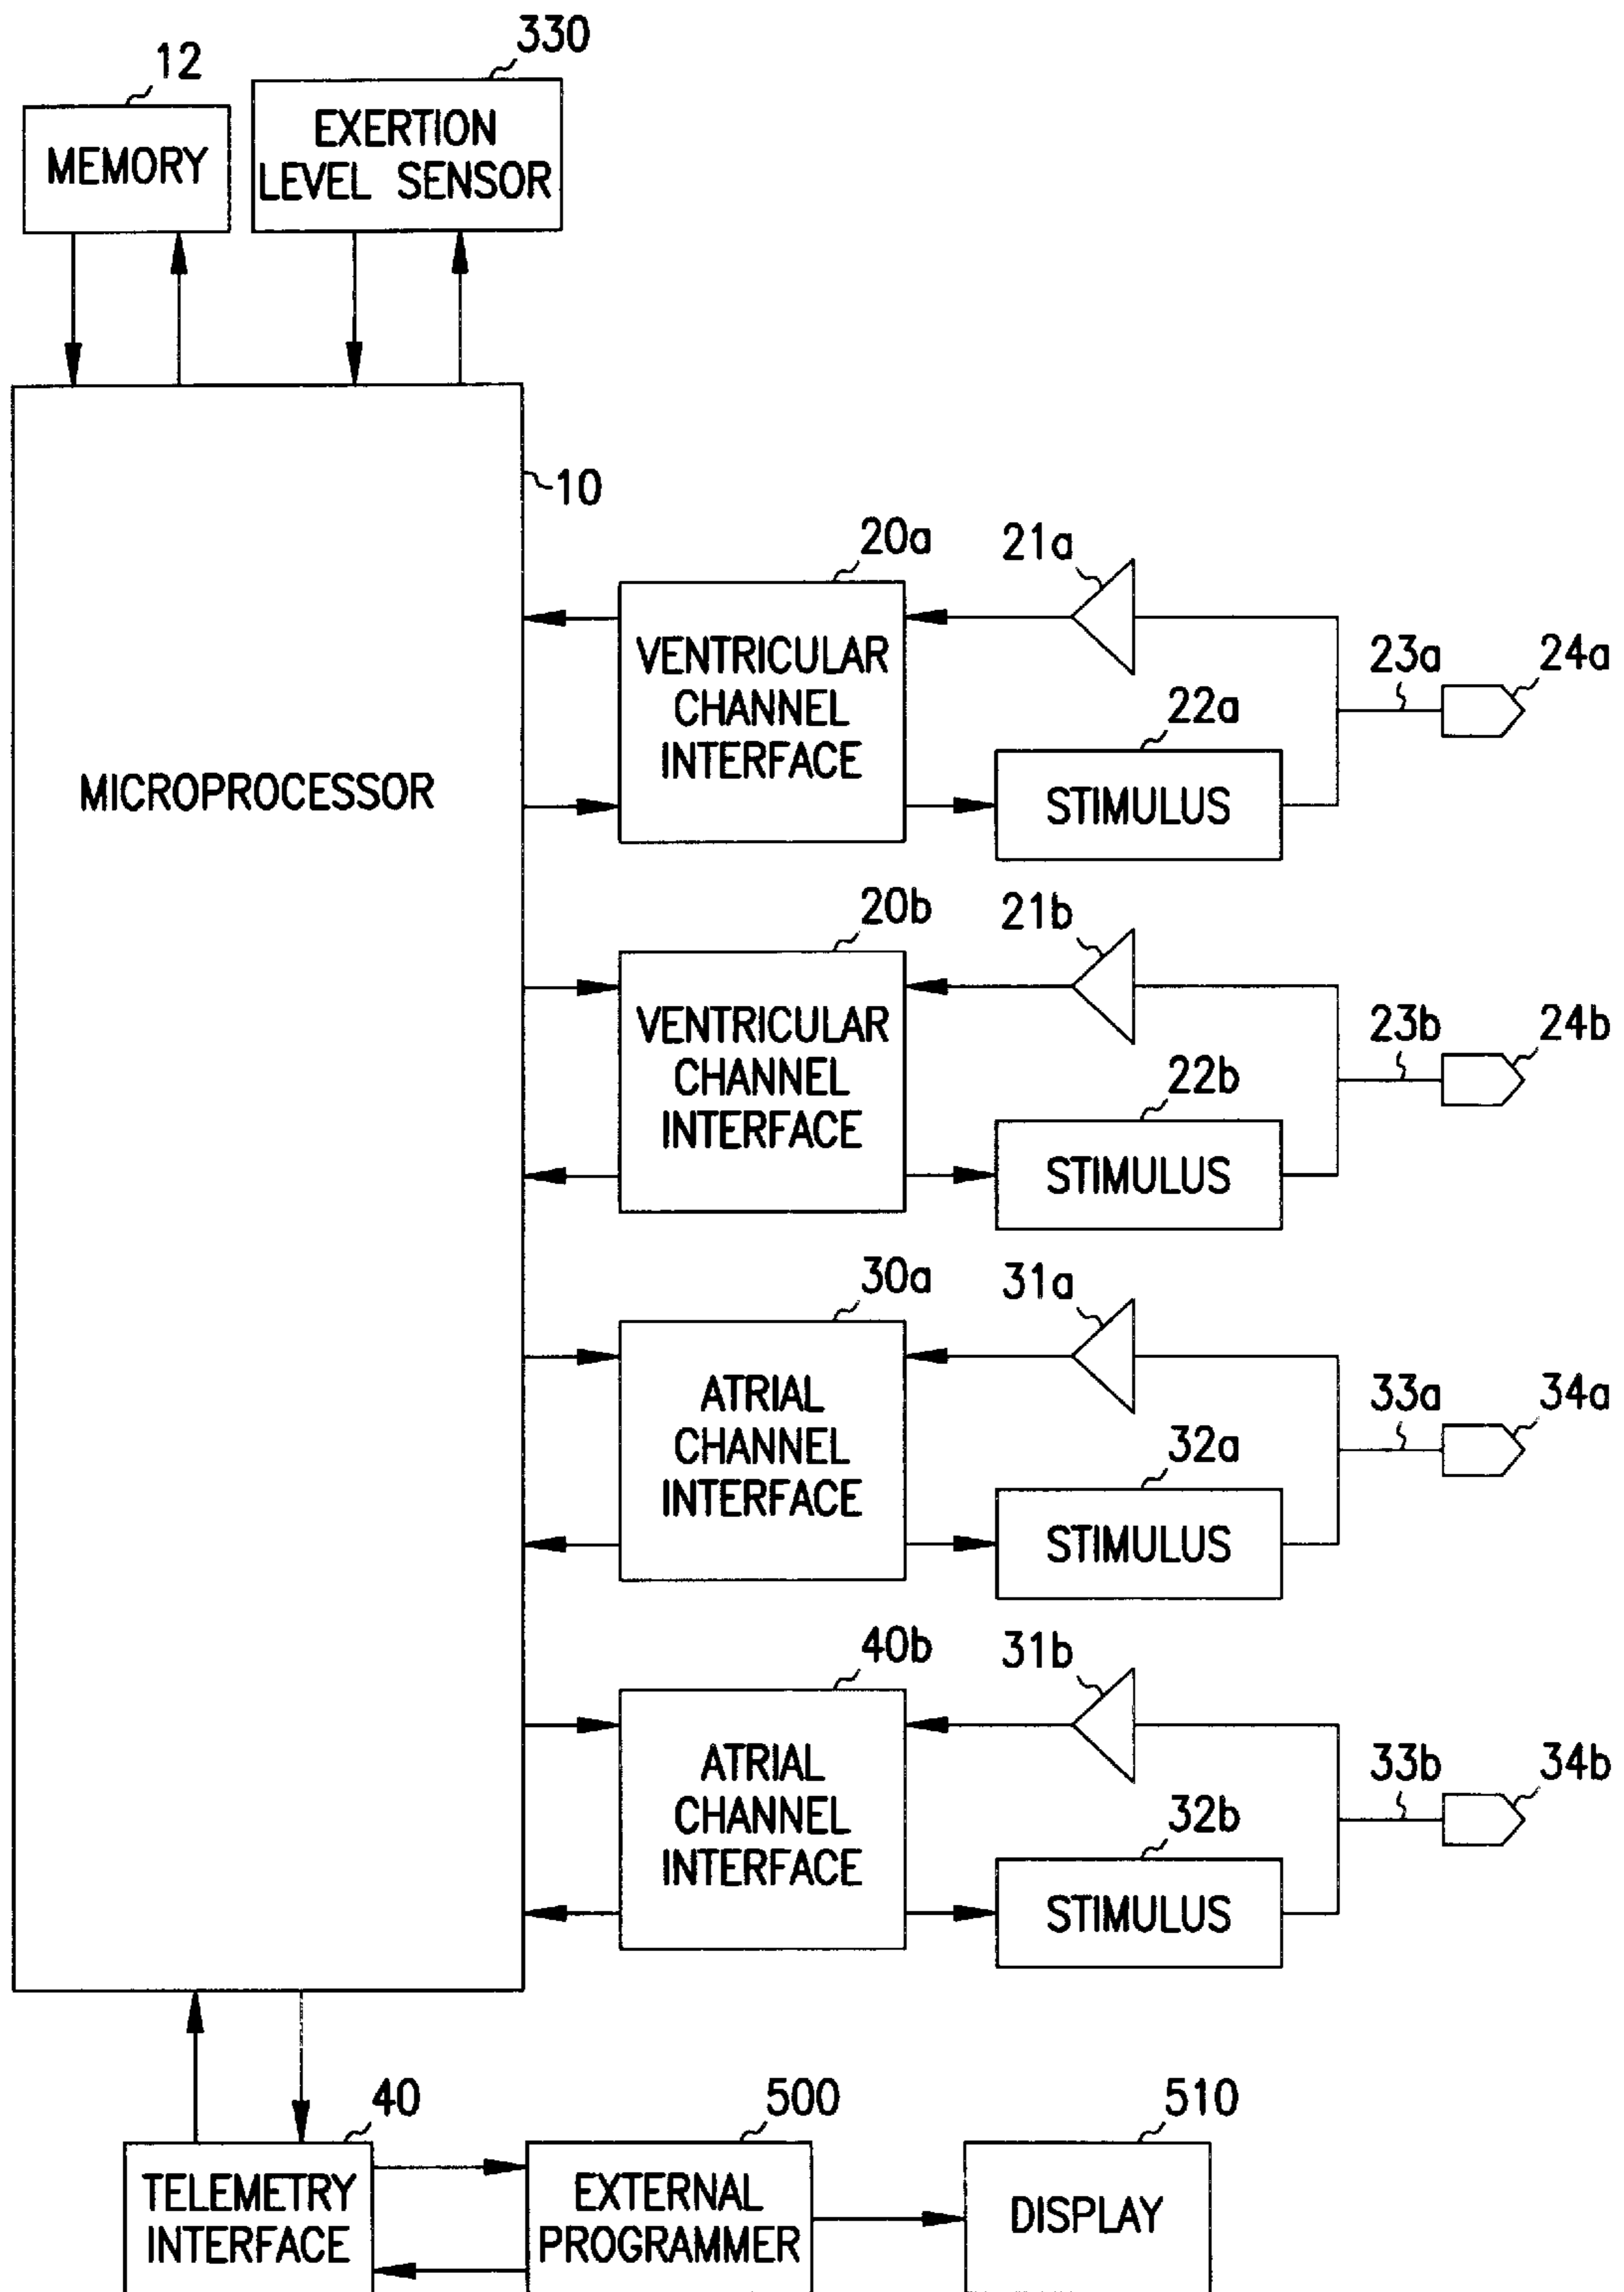 330
12
EXERTION
LEVEL SENSOR
MEMORY
10
20a
21a
VENTRICULAR
CHANNEL
INTERFACE
23a
24a
22a
STIMULUS
MICROPROCESSOR
20b
21b
VENTRICULAR
CHANNEL
INTERFACE
23b
24b
22b
STIMULUS
30a
31a
ATRIAL
CHANNEL
INTERFACE
33a
34a
32a
STIMULUS
40b
31b
ATRIAL
CHANNEL
INTERFACE
33b
34b
32b
STIMULUS
40
500
510
TELEMETRY
INTERFACE
EXTERNAL
PROGRAMMER
DISPLAY